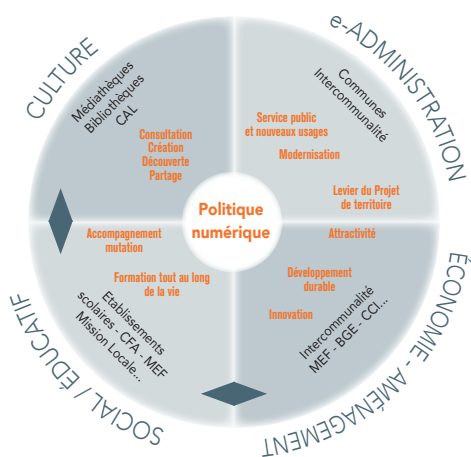 CULTURE
Médiathèques
Bibliothèques
CAL
Consultation
Création
Découverte
Partage
e-ADMINISTRATION
Communes
Intercommunalité
Service public
et nouveaux usages
Modernisation
Levier du Projet
de territoire
Politique
numérique
Accompagnement
mutation
Formation tout au long
de la vie
Etablissements
scolaires - CFA - MEF
Mission Locale...
SOCIAL / ÉDUCATIF
Attractivité
Développement
durable
Innovation
Intercommunalité
MEF - BGE - CCI...
ÉCONOMIE - AMÉNAGEMENT